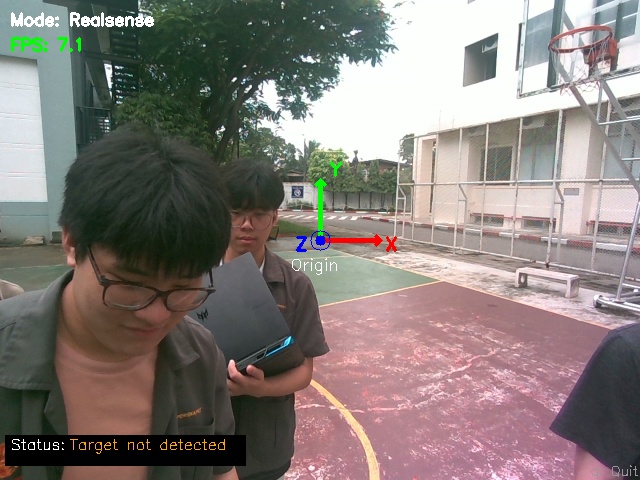 Mode: Realsense
FPS: 7.1
Y
Z
X
Origin
Status: Target not detected
Quit